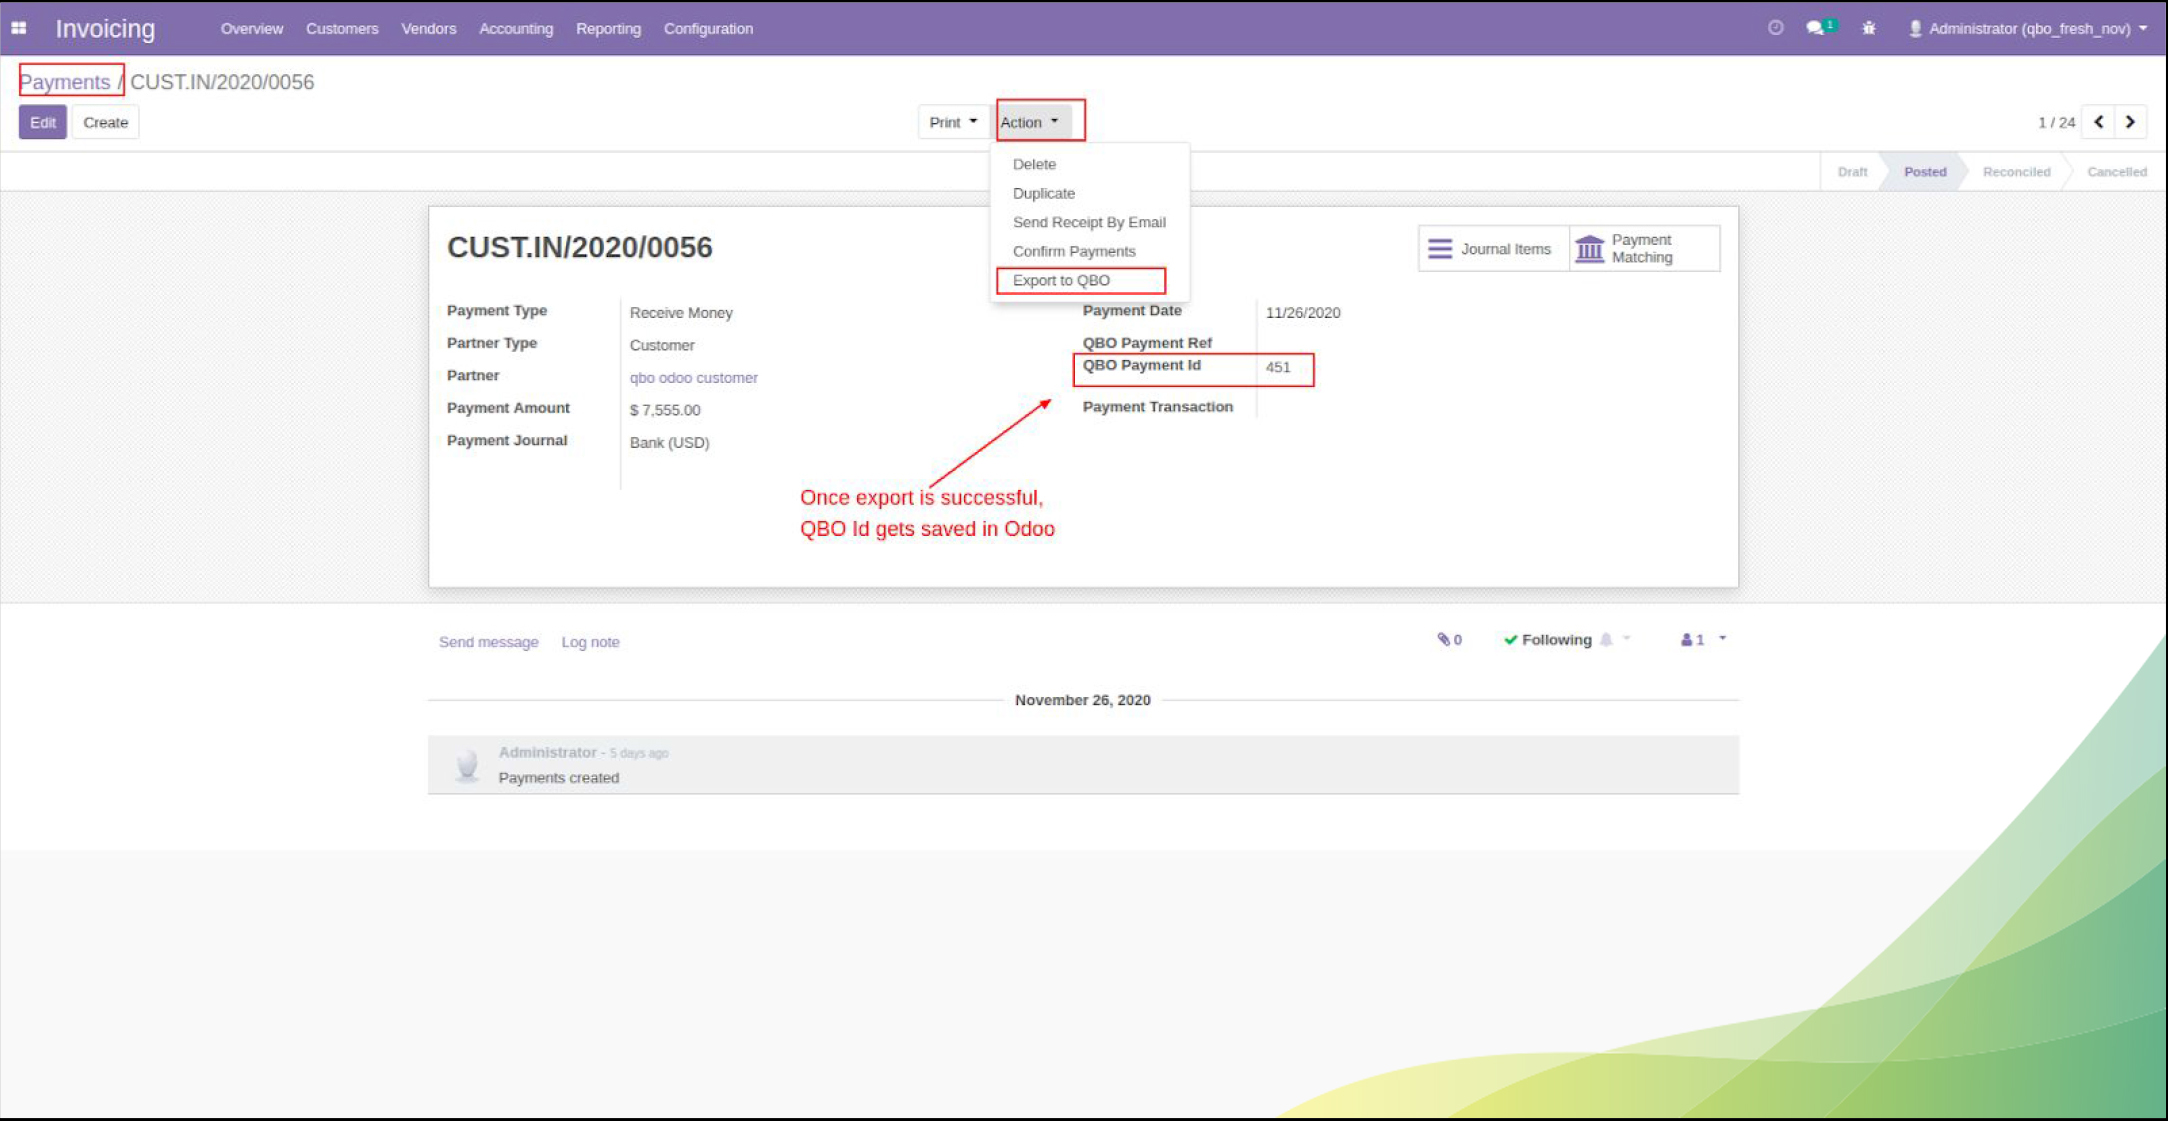 Invoicing Overview Customers Vendors Accounting Reporting Configuration 1 Administrator (qbo_fresh_nov)
Payments / CUST.IN/2020/0056
Edit Create Print Action 1 / 24
Delete
Duplicate
Send Receipt By Email
Confirm Payments
Export to QBO
Draft Posted Reconciled Cancelled
CUST.IN/2020/0056
Journal Items
Payment
Matching
Payment Type Receive Money
Partner Type Customer
Partner qbo odoo customer
Payment Amount $ 7,555.00
Payment Journal Bank (USD)
Payment Date 11/26/2020
QBO Payment Ref
QBO Payment Id 451
Payment Transaction
Once export is successful,
QBO Id gets saved in Odoo
Send message Log note 0 Following 1
November 26, 2020
Administrator - 5 days ago
Payments created